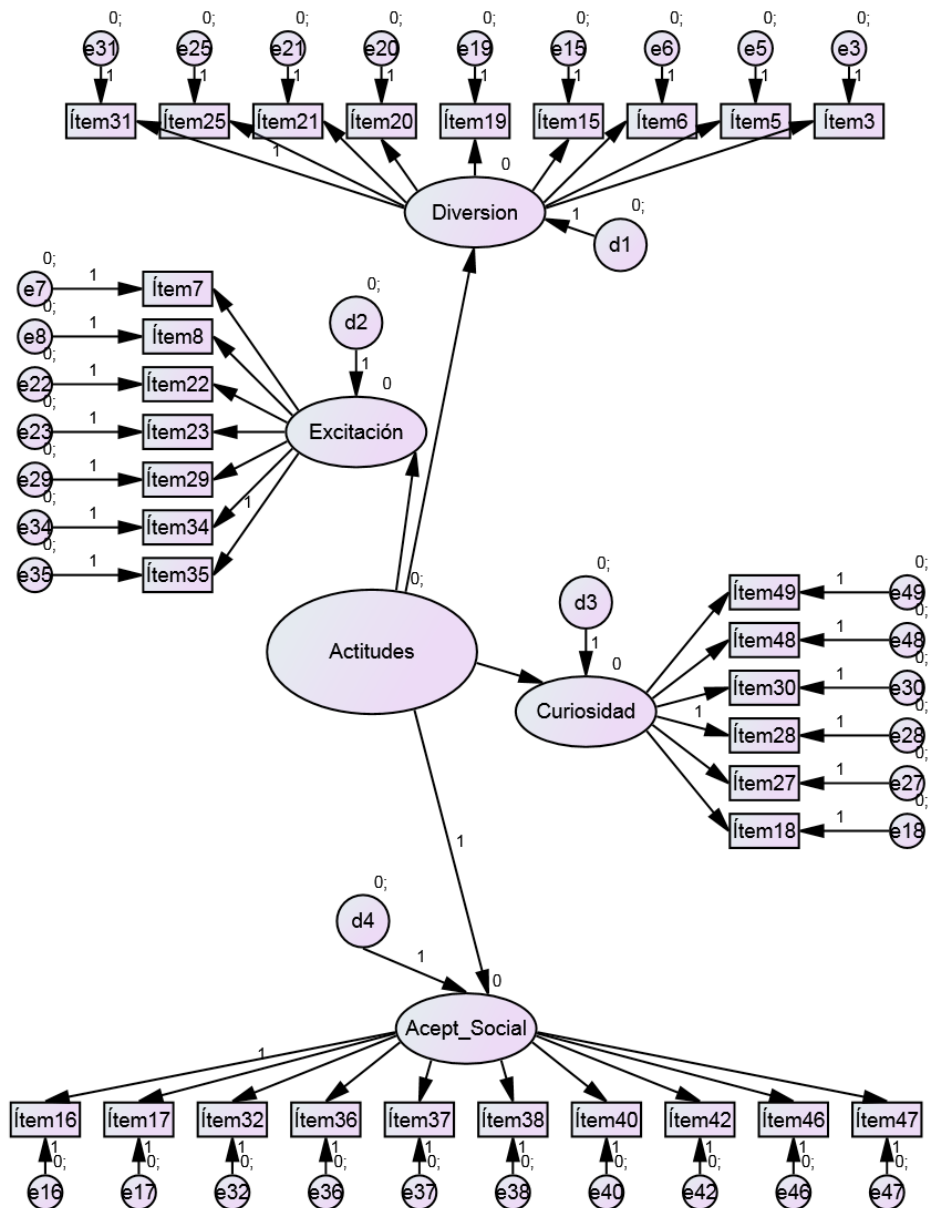 0; 0; 0; 0; 0; 0; 0; 0; 0;
e31 e25 e21 e20 e19 e15 e6 e5 e3
1 1 1 1 1 1 1 1 1
Ítem31 Ítem25 Ítem21 Ítem20 Ítem19 Ítem15 Ítem6 Ítem5 Ítem3
1
0
Diversion
1
0;
d1
0;
e7
1
Ítem7
0;
e8
1
Ítem8
0;
e22
1
Ítem22
0;
e23
1
Ítem23
0;
e29
1
Ítem29
0;
e34
1
1
Ítem34
0;
e35
1
Ítem35
0;
d2
1
0
Excitación
0;
Actitudes
0;
d3
1
0
Curiosidad
0;
Ítem49
1
e49
0;
Ítem48
1
e48
0;
Ítem30
1
e30
0;
1
Ítem28
1
e28
0;
Ítem27
1
e27
0;
Ítem18
1
e18
1
0;
d4
1
0
Acept_Social
1
Ítem16 Ítem17 Ítem32 Ítem36 Ítem37 Ítem38 Ítem40 Ítem42 Ítem46 Ítem47
1 1 1 1 1 1 1 1 1 1
0; 0; 0; 0; 0; 0; 0; 0; 0; 0;
e16 e17 e32 e36 e37 e38 e40 e42 e46 e47